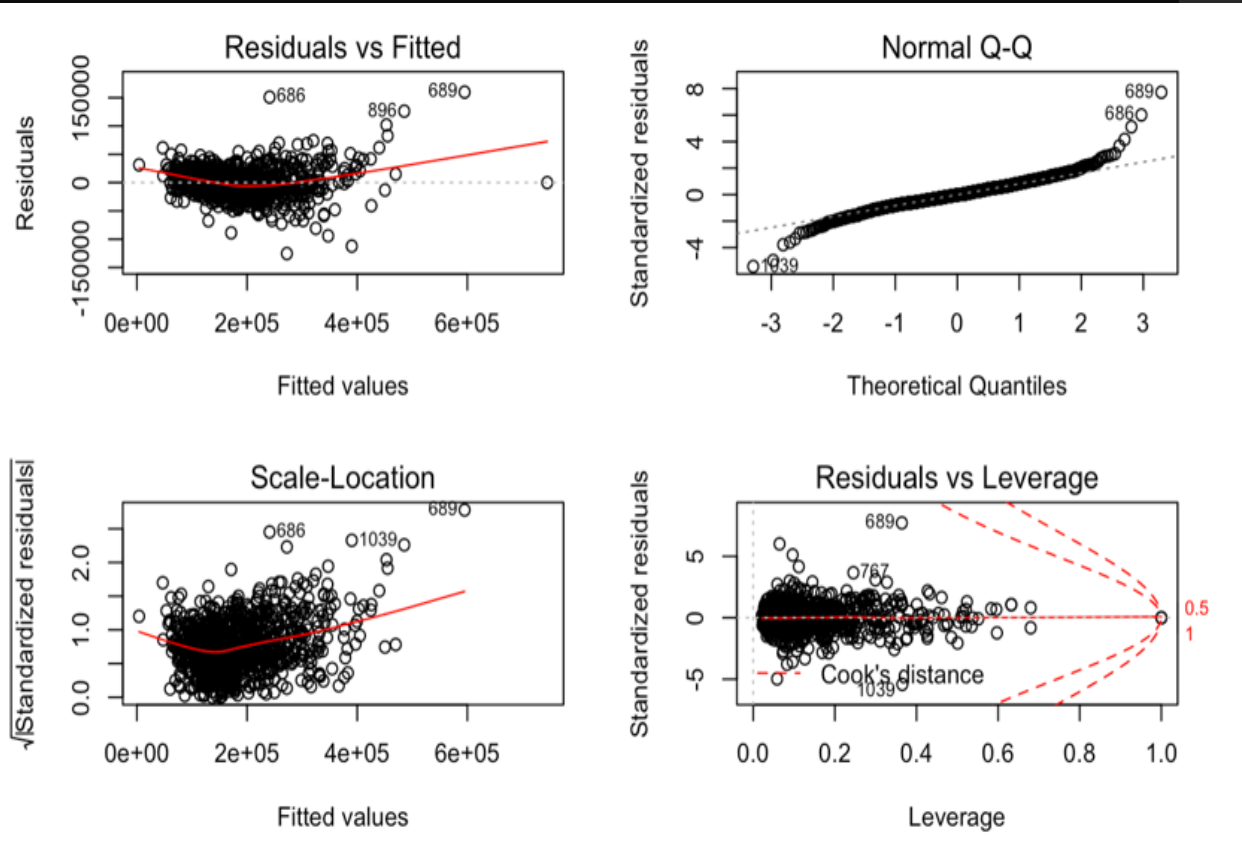 Residuals vs Fitted
Residuals
150000
0
-150000
686
896
689
0e+00 2e+05 4e+05 6e+05
Fitted values
Normal Q-Q
Standardized residuals
8
4
0
-4
689
686
1039
-3 -2 -1 0 1 2 3
Theoretical Quantiles
Scale-Location
√|Standardized residuals|
2.0
1.0
0.0
689
686
1039
0e+00 2e+05 4e+05 6e+05
Fitted values
Residuals vs Leverage
Standardized residuals
5
0
-5
689
767
0.5
1
Cook's distance
1039
0.0 0.2 0.4 0.6 0.8 1.0
Leverage